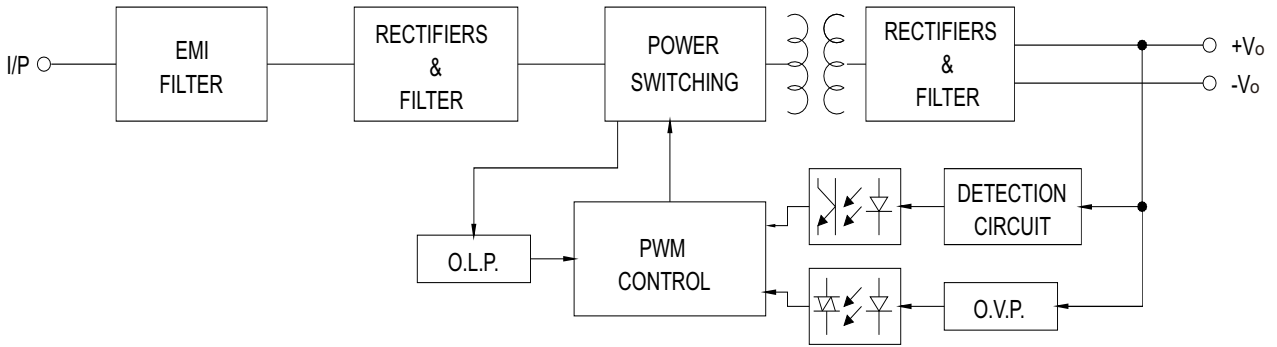 I/P
EMI
FILTER
RECTIFIERS
&
FILTER
POWER
SWITCHING
RECTIFIERS
&
FILTER
+Vo
-Vo
O.L.P.
PWM
CONTROL
DETECTION
CIRCUIT
O.V.P.